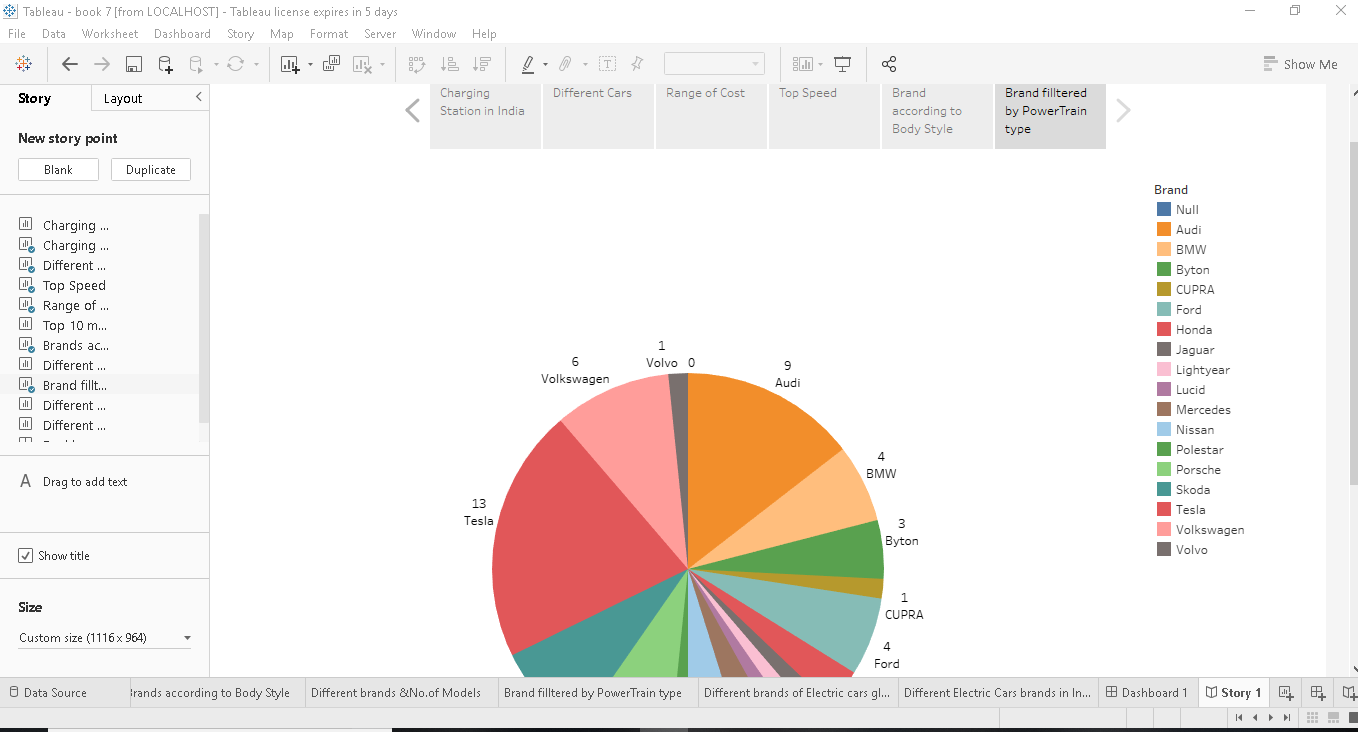 Tableau - book 7 [from LOCALHOST] - Tableau license expires in 5 days
File Data Worksheet Dashboard Story Map Format Server Window Help
Show Me
Story
Layout
New story point
Blank
Duplicate
Charging ...
Charging ...
Different ...
Top Speed
Range of ...
Top 10 m...
Brands ac...
Different ...
Brand fillt...
Different ...
Different ...
A Drag to add text
Show title
Size
Custom size (1116 x 964)
Charging
Station in India
Different Cars
Range of Cost
Top Speed
Brand
according to
Body Style
Brand filltered
by PowerTrain
type
1
Volvo
0
9
Audi
6
Volkswagen
4
BMW
13
Tesla
3
Byton
1
CUPRA
4
Ford
Brand
Null
Audi
BMW
Byton
CUPRA
Ford
Honda
Jaguar
Lightyear
Lucid
Mercedes
Nissan
Polestar
Porsche
Skoda
Tesla
Volkswagen
Volvo
Data Source
Brands according to Body Style
Different brands &No.of Models
Brand filltered by PowerTrain type
Different brands of Electric cars gl...
Different Electric Cars brands in In...
Dashboard 1
Story 1